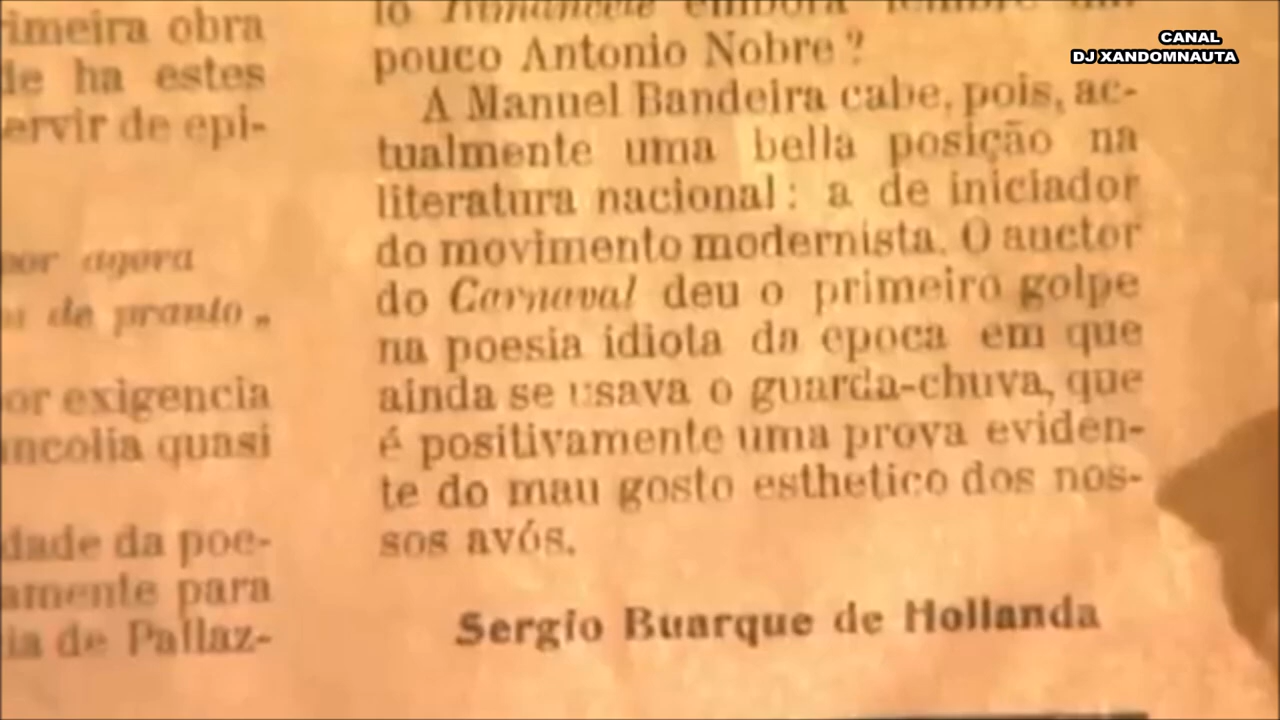 imeira obra
de ha estes
ervir de epi-
por agora
de pranto „
or exigencia
ncolia quasi
dade da poe-
amente para
ia de Pallaz-
lo Rimancete embora lembre um
pouco Antonio Nobre ?
A Manuel Bandeira cabe, pois, ac-
tualmente uma bella posição na
literatura nacional : a de iniciador
do movimento modernista. O auctor
do Carnaval deu o primeiro golpe
na poesia idiota da epoca em que
ainda se usava o guarda-chuva, que
é positivamente uma prova eviden-
te do mau gosto esthetico dos nos-
sos avós.
Sergio Buarque de Hollanda
CANAL
DJ XANDOMNAUTA